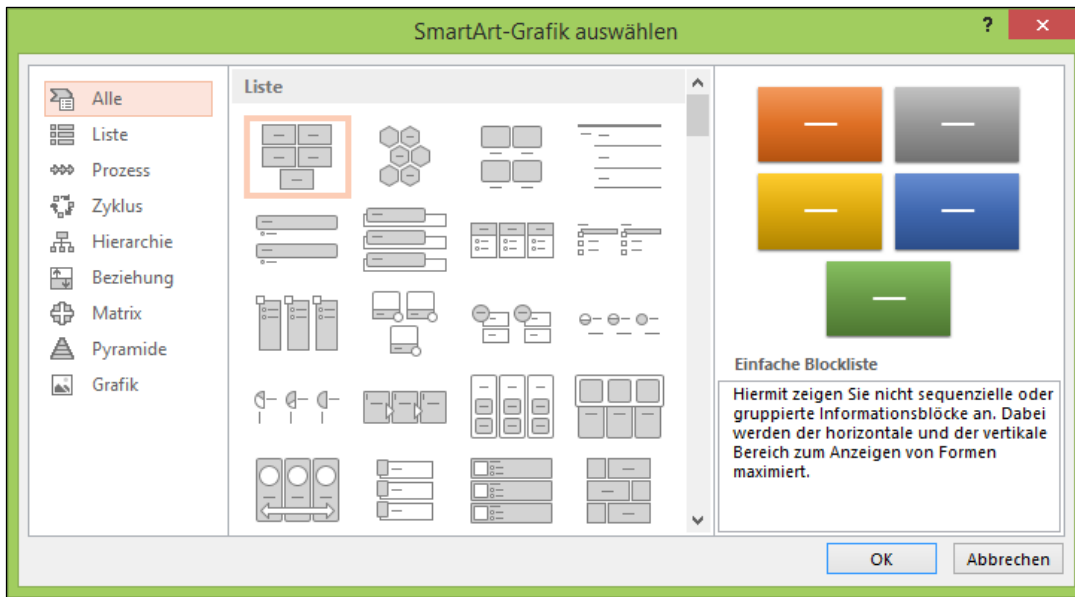 SmartArt-Grafik auswählen
?
Alle
Liste
Prozess
Zyklus
Hierarchie
Beziehung
Matrix
Pyramide
Grafik
Liste
Einfache Blockliste
Hiermit zeigen Sie nicht sequenzielle oder
gruppierte Informationsblöcke an. Dabei
werden der horizontale und der vertikale
Bereich zum Anzeigen von Formen
maximiert.
OK
Abbrechen